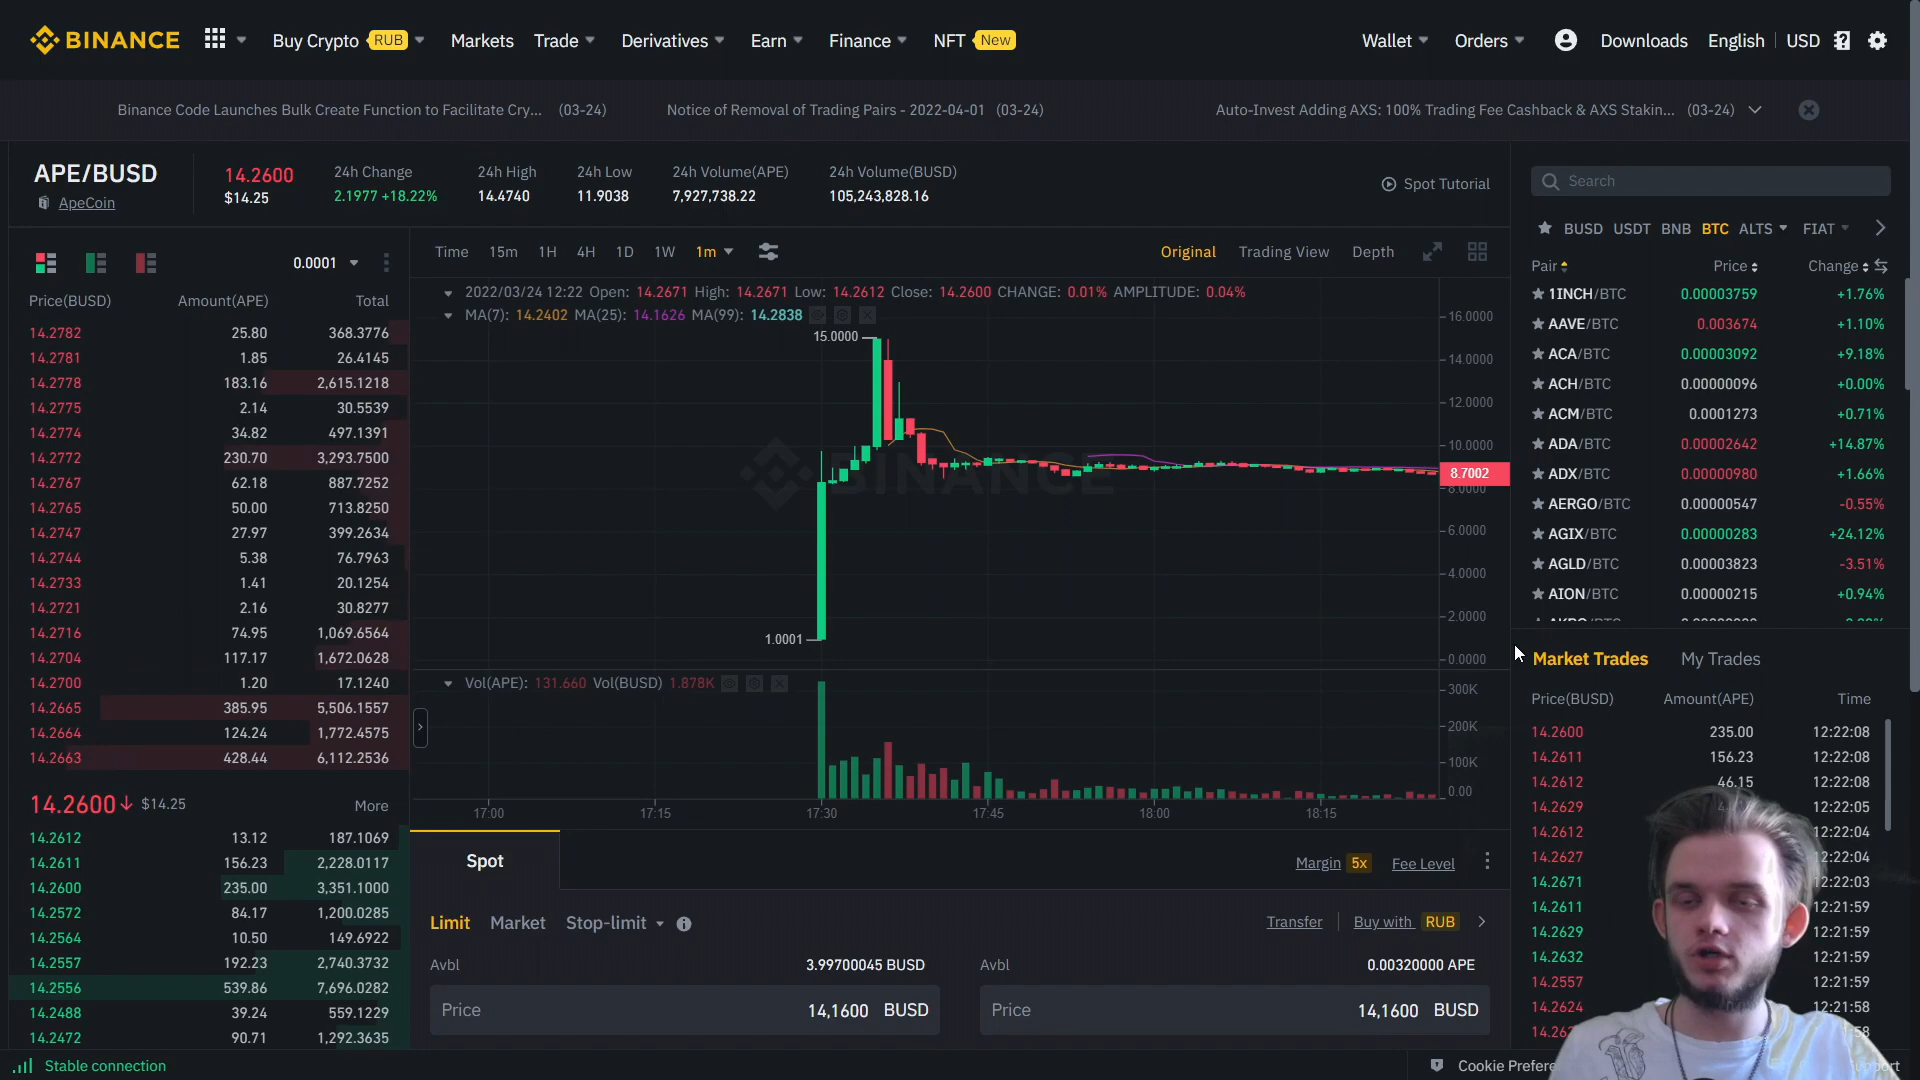 BINANCE Buy Crypto RUB Markets Trade Derivatives Earn Finance NFT New Wallet Orders Downloads English USD
Binance Code Launches Bulk Create Function to Facilitate Cry... (03-24) Notice of Removal of Trading Pairs - 2022-04-01 (03-24) Auto-Invest Adding AXS: 100% Trading Fee Cashback & AXS Stakin... (03-24)
APE/BUSD
ApeCoin
14.2600
$14.25
24h Change
2.1977 +18.22%
24h High
14.4740
24h Low
11.9038
24h Volume(APE)
7,927,738.22
24h Volume(BUSD)
105,243,828.16
Spot Tutorial
0.0001
Price(BUSD) Amount(APE) Total
14.2782 25.80 368.3776
14.2781 1.85 26.4145
14.2778 183.16 2,615.1218
14.2775 2.14 30.5539
14.2774 34.82 497.1391
14.2772 230.70 3,293.7500
14.2767 62.18 887.7252
14.2765 50.00 713.8250
14.2747 27.97 399.2634
14.2744 5.38 76.7963
14.2733 1.41 20.1254
14.2721 2.16 30.8277
14.2716 74.95 1,069.6564
14.2704 117.17 1,672.0628
14.2700 1.20 17.1240
14.2665 385.95 5,506.1557
14.2664 124.24 1,772.4575
14.2663 428.44 6,112.2536
14.2600 $14.25 More
14.2612 13.12 187.1069
14.2611 156.23 2,228.0117
14.2600 235.00 3,351.1000
14.2572 84.17 1,200.0285
14.2564 10.50 149.6922
14.2557 192.23 2,740.3732
14.2556 539.86 7,696.0282
14.2488 39.24 559.1229
14.2472 90.71 1,292.3635
Time 15m 1H 4H 1D 1W 1m Original Trading View Depth
2022/03/24 12:22 Open: 14.2671 High: 14.2671 Low: 14.2612 Close: 14.2600 CHANGE: 0.01% AMPLITUDE: 0.04%
MA(7): 14.2402 MA(25): 14.1626 MA(99): 14.2838
15.0000
1.0001
BINANCE
16.0000
14.0000
12.0000
10.0000
8.7002
8.0000
6.0000
4.0000
2.0000
0.0000
Vol(APE): 131.660 Vol(BUSD) 1.878K
300K
200K
100K
0.00
17:00 17:15 17:30 17:45 18:00 18:15
Spot Margin 5x Fee Level
Limit Market Stop-limit Transfer Buy with RUB
Avbl 3.99700045 BUSD Avbl 0.00320000 APE
Price 14,1600 BUSD Price 14,1600 BUSD
Search
BUSD USDT BNB BTC ALTS FIAT
Pair Price Change
1INCH/BTC 0.00003759 +1.76%
AAVE/BTC 0.003674 +1.10%
ACA/BTC 0.00003092 +9.18%
ACH/BTC 0.00000096 +0.00%
ACM/BTC 0.0001273 +0.71%
ADA/BTC 0.00002642 +14.87%
ADX/BTC 0.00000980 +1.66%
AERGO/BTC 0.00000547 -0.55%
AGIX/BTC 0.00000283 +24.12%
AGLD/BTC 0.00003823 -3.51%
AION/BTC 0.00000215 +0.94%
Market Trades My Trades
Price(BUSD) Amount(APE) Time
14.2600 235.00 12:22:08
14.2611 156.23 12:22:08
14.2612 46.15 12:22:08
14.2629 12:22:05
14.2612 12:22:04
14.2627 12:22:04
14.2671 12:22:03
14.2611 12:21:59
14.2629 12:21:59
14.2632 12:21:59
14.2557 12:21:59
14.2624 12:21:58
Stable connection Cookie